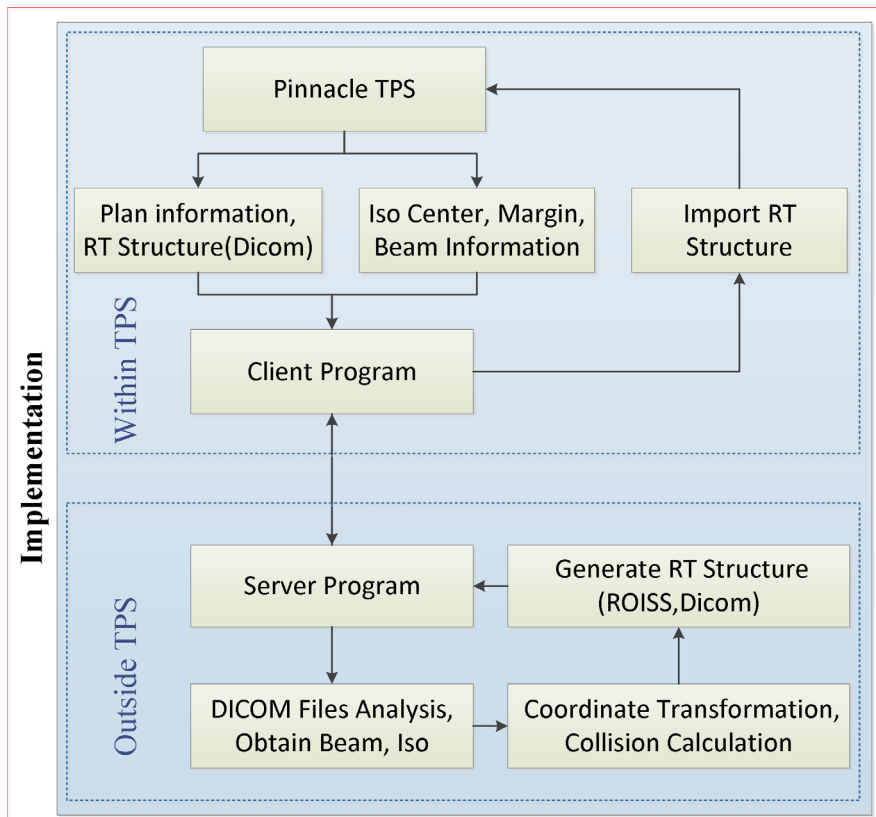 Implementation
Within TPS
Pinnacle TPS
Plan information,
RT Structure(Dicom)
Iso Center, Margin,
Beam Information
Import RT
Structure
Client Program
Outside TPS
Server Program
Generate RT Structure
(ROISS,Dicom)
DICOM Files Analysis,
Obtain Beam, Iso
Coordinate Transformation,
Collision Calculation